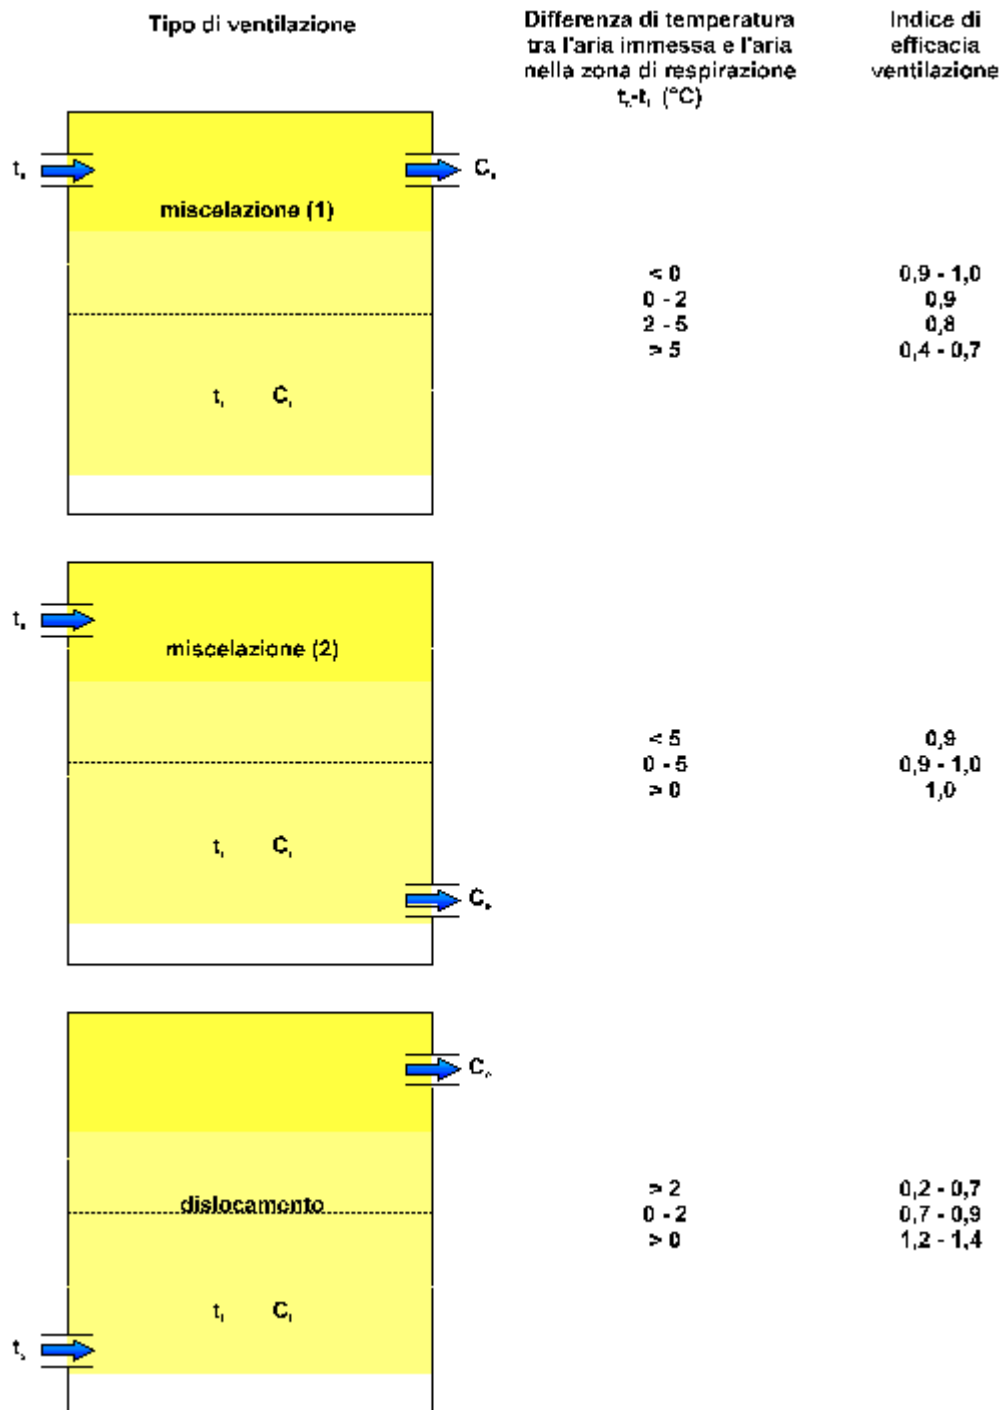 Tipo di ventilazione
Differenza di temperatura
tra l'aria immessa e l'aria
nella zona di respirazione
(°C)
Indice di
efficacia
ventilazione
miscelazione (1)
< 0 0,9 - 1,0
0 - 2 0,9
2 - 5 0,8
> 5 0,4 - 0,7
miscelazione (2)
< 5 0,9
0 - 5 0,9 - 1,0
> 0 1,0
dislocamento
> 2 0,2 - 0,7
0 - 2 0,7 - 0,9
> 0 1,2 - 1,4